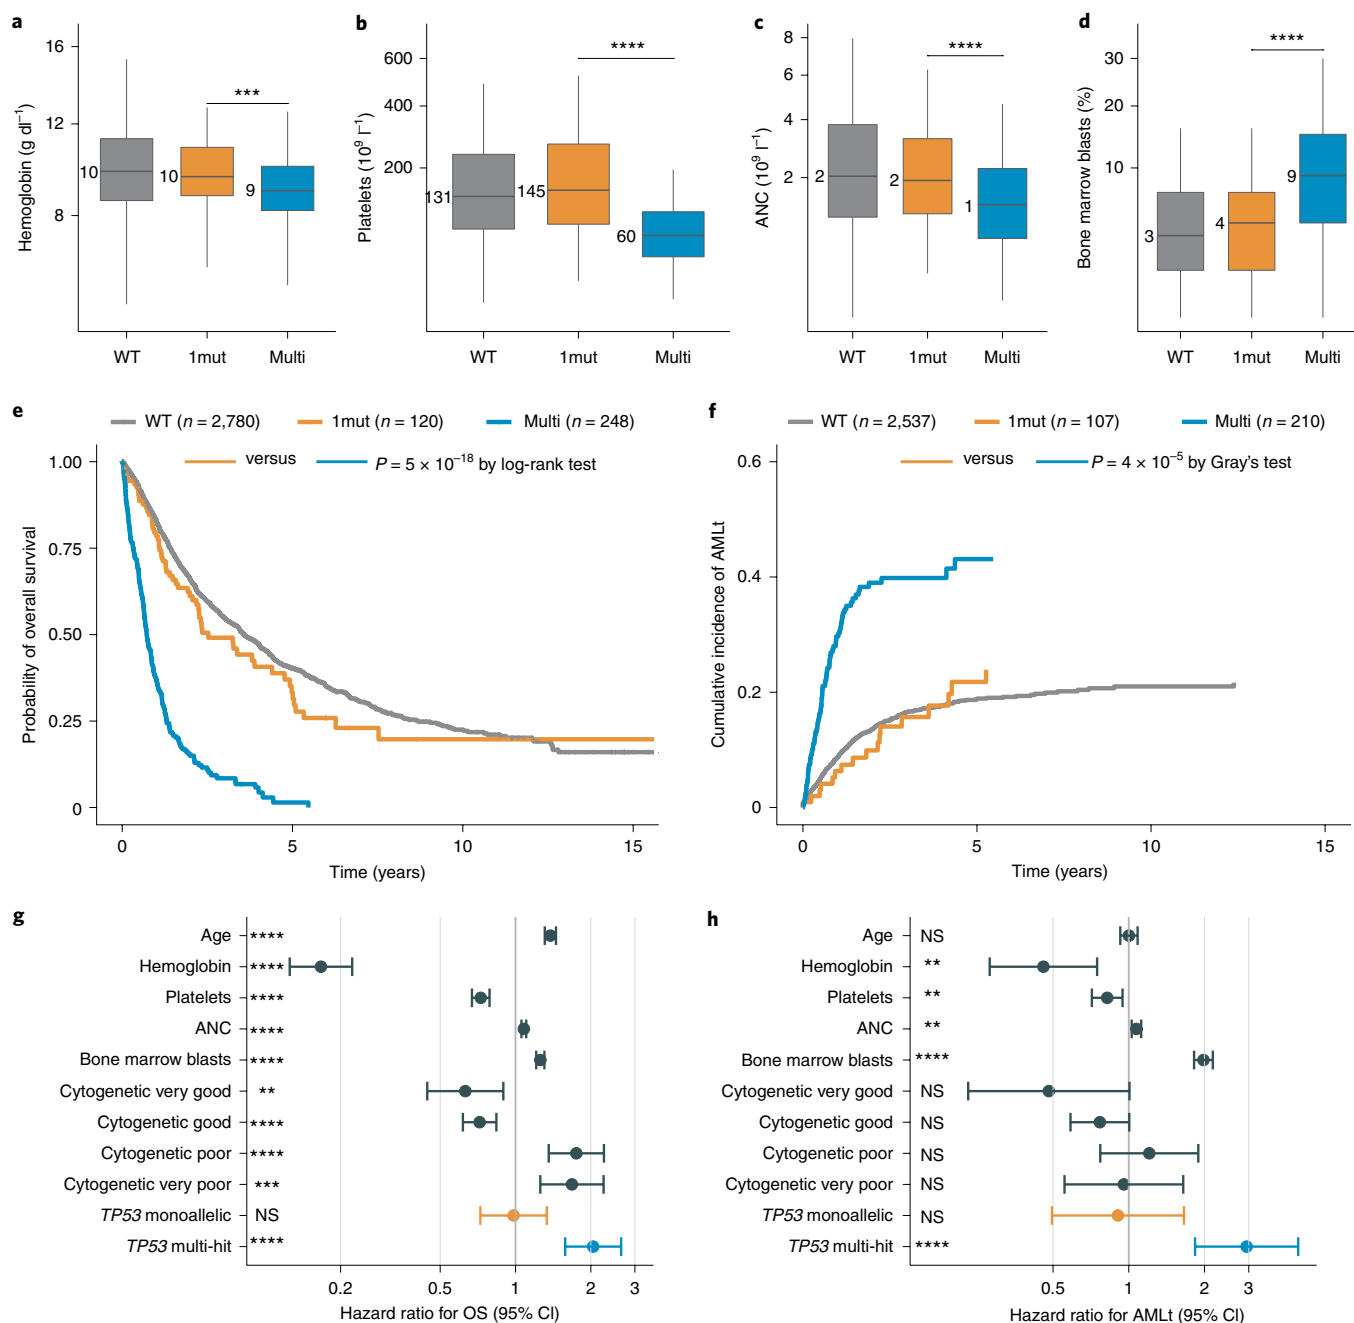 a
Hemoglobin (g dl⁻¹)
16
12
8
10
10
9
***
WT
1mut
Multi
b
Platelets (10⁹ l⁻¹)
600
400
200
131
145
60
****
WT
1mut
Multi
c
ANC (10⁹ l⁻¹)
8
6
4
2
2
2
1
****
WT
1mut
Multi
d
Bone marrow blasts (%)
30
20
10
3
4
9
****
WT
1mut
Multi
e
WT (n = 2,780)
1mut (n = 120)
Multi (n = 248)
versus
P = 5 × 10⁻¹⁸ by log-rank test
Probability of overall survival
1.00
0.75
0.50
0.25
0
0
5
10
15
Time (years)
f
WT (n = 2,537)
1mut (n = 107)
Multi (n = 210)
versus
P = 4 × 10⁻⁵ by Gray's test
Cumulative incidence of AMLt
0.6
0.4
0.2
0
0
5
10
15
Time (years)
g
Age ****
Hemoglobin ****
Platelets ****
ANC ****
Bone marrow blasts ****
Cytogenetic very good **
Cytogenetic good ****
Cytogenetic poor ****
Cytogenetic very poor ***
TP53 monoallelic NS
TP53 multi-hit ****
0.2
0.5
1
2
3
Hazard ratio for OS (95% CI)
h
Age NS
Hemoglobin **
Platelets **
ANC **
Bone marrow blasts ****
Cytogenetic very good NS
Cytogenetic good NS
Cytogenetic poor NS
Cytogenetic very poor NS
TP53 monoallelic NS
TP53 multi-hit ****
0.5
1
2
3
Hazard ratio for AMLt (95% CI)